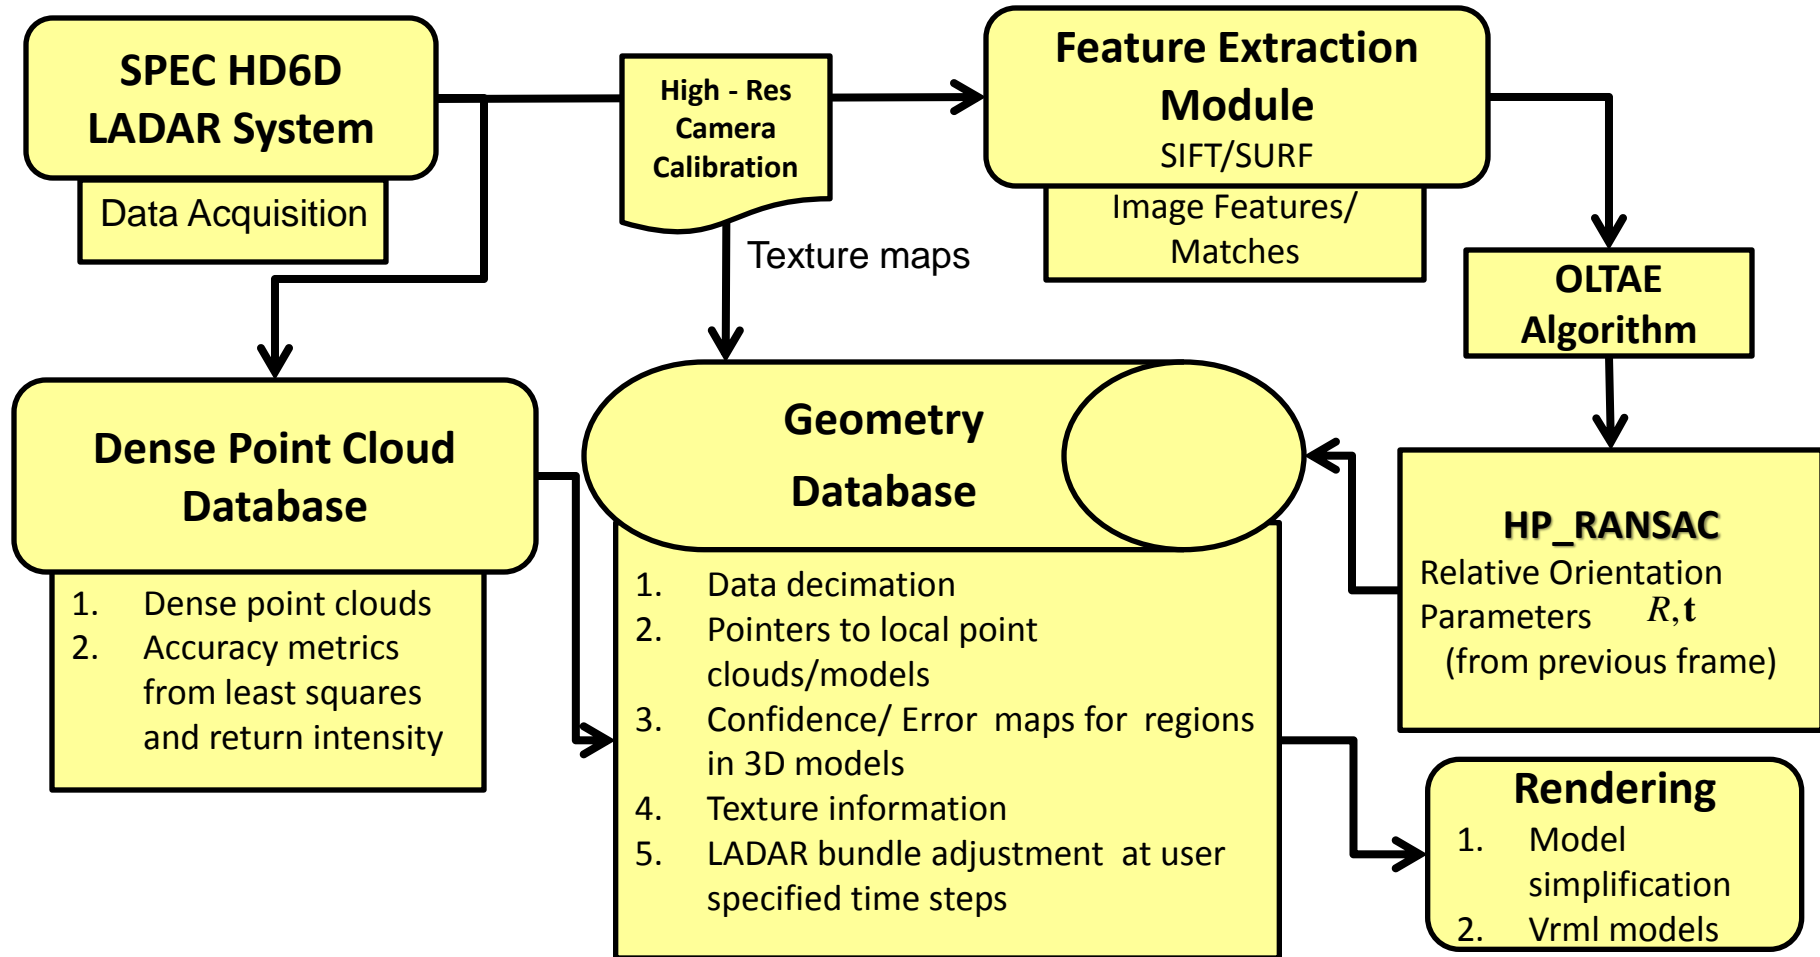 SPEC HD6D
LADAR System
Data Acquisition
High - Res
Camera
Calibration
Texture maps
Feature Extraction
Module
SIFT/SURF
Image Features/
Matches
OLTAE
Algorithm
Dense Point Cloud
Database
1. Dense point clouds
2. Accuracy metrics
from least squares
and return intensity
Geometry
Database
1. Data decimation
2. Pointers to local point
clouds/models
3. Confidence/ Error maps for regions
in 3D models
4. Texture information
5. LADAR bundle adjustment at user
specified time steps
HP_RANSAC
Relative Orientation
Parameters R,t
(from previous frame)
Rendering
1. Model
simplification
2. Vrml models